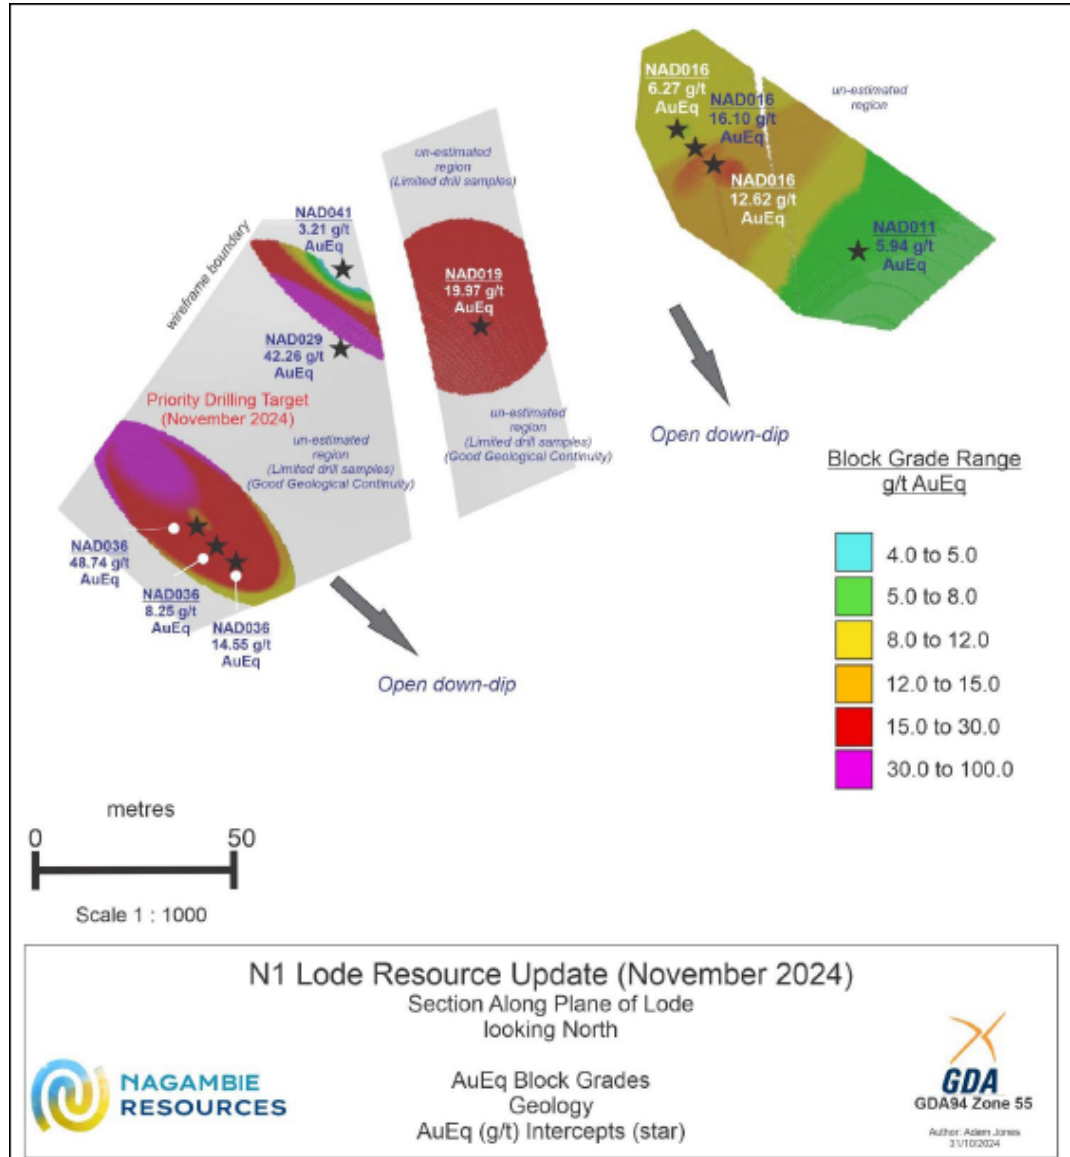 NAD016
6.27 g/t
AuEq
NAD016
16.10 g/t
AuEq
NAD016
12.62 g/t
AuEq
un-estimated
region
NAD011
5.94 g/t
AuEq
un-estimated
region
(Limited drill samples)
NAD041
3.21 g/t
AuEq
wireframe boundary
NAD019
19.97 g/t
AuEq
NAD029
42.26 g/t
AuEq
Priority Drilling Target
(November 2024)
un-estimated
region
(Limited drill samples)
(Good Geological Continuity)
un-estimated
region
(Limited drill samples)
(Good Geological Continuity)
Open down-dip
NAD036
48.74 g/t
AuEq
NAD036
8.25 g/t
AuEq
NAD036
14.55 g/t
AuEq
Open down-dip
Block Grade Range
g/t AuEq
4.0 to 5.0
5.0 to 8.0
8.0 to 12.0
12.0 to 15.0
15.0 to 30.0
30.0 to 100.0
metres
0 50
Scale 1 : 1000
N1 Lode Resource Update (November 2024)
Section Along Plane of Lode
looking North
AuEq Block Grades
Geology
AuEq (g/t) Intercepts (star)
NAGAMBIE
RESOURCES
GDA
GDA94 Zone 55
Author: Adam Jones
31/10/2024